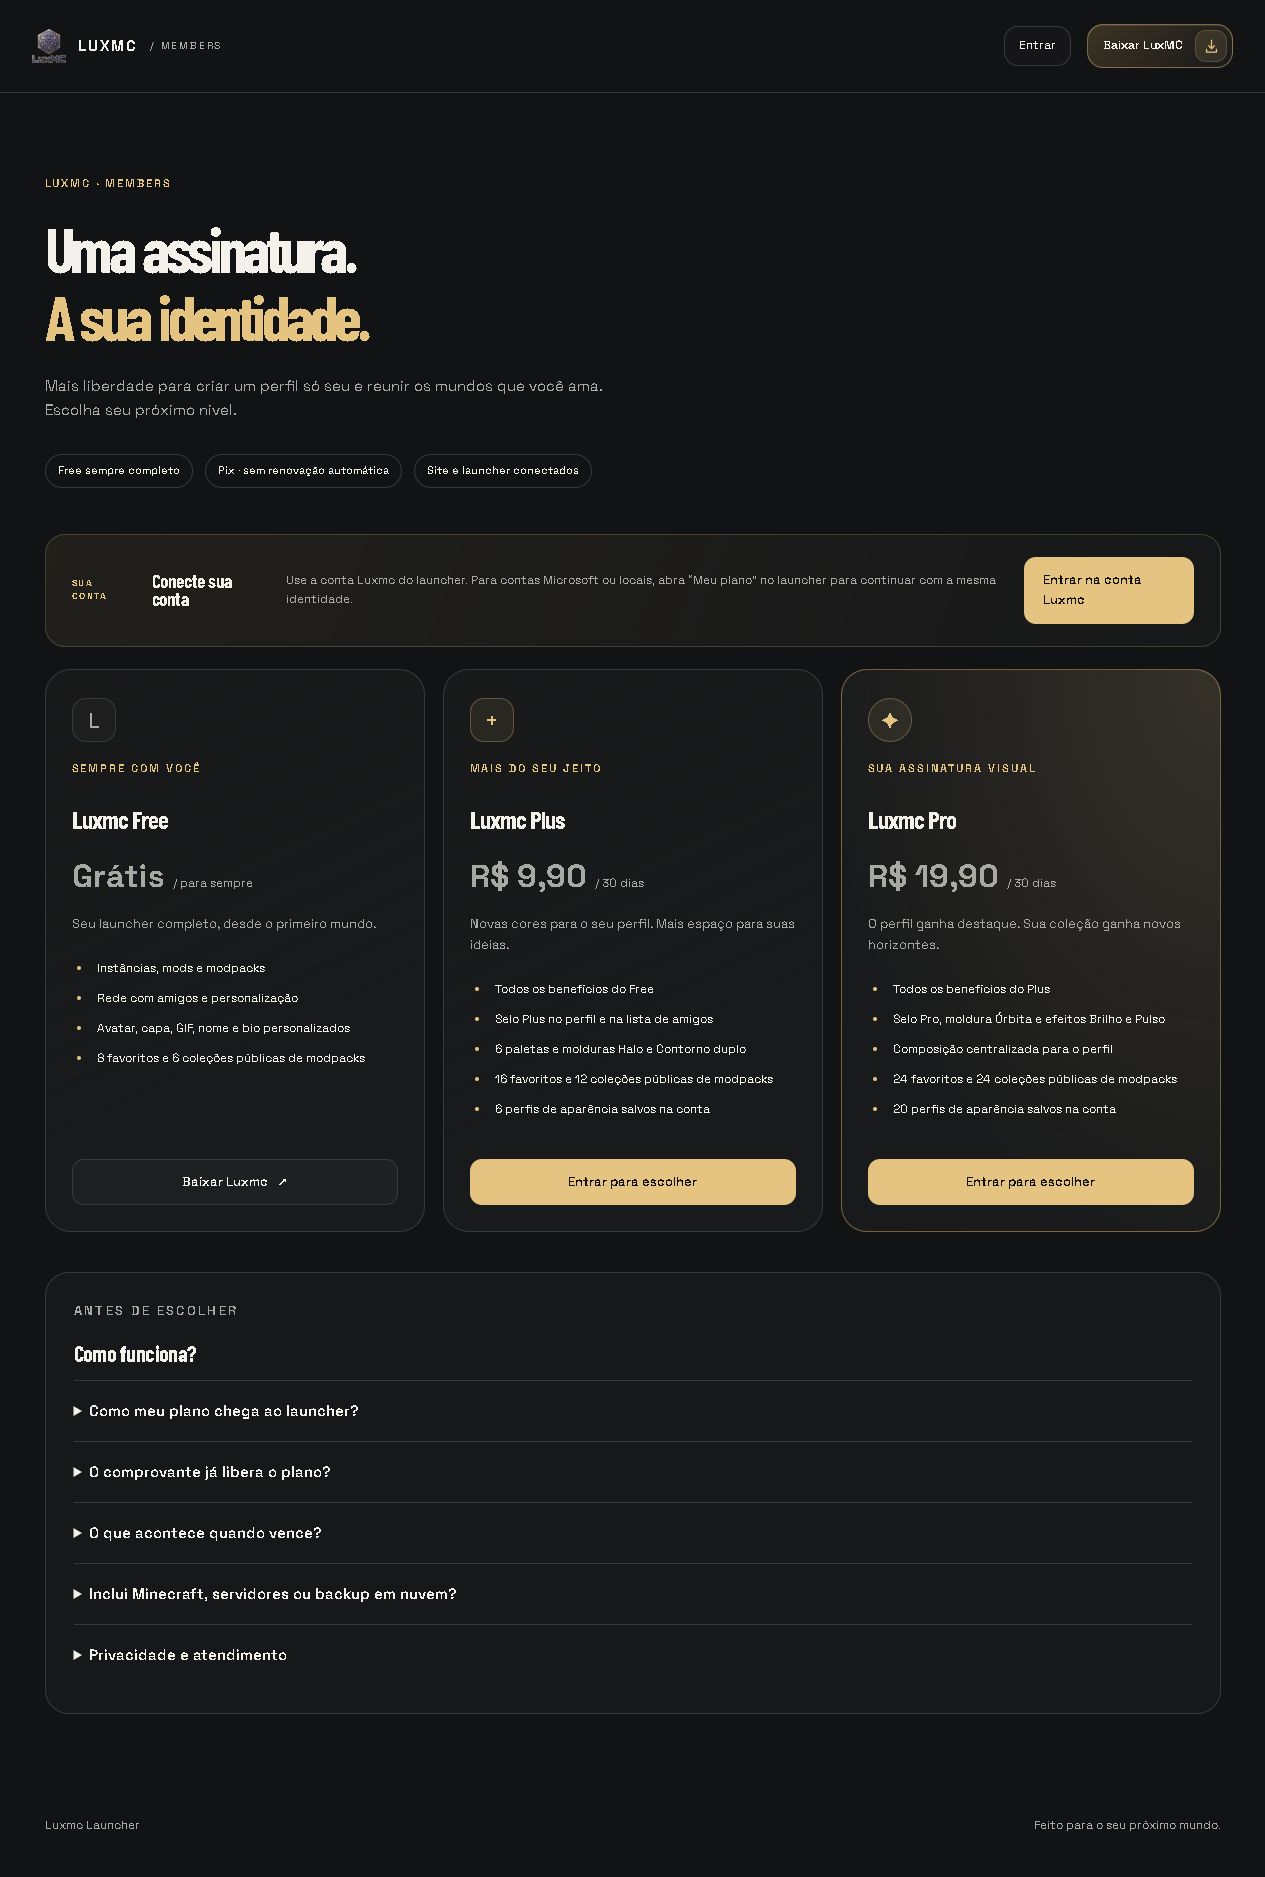 LuxMC
LUXMC / MEMBERS
Entrar
Baixar LuxMC
LUXMC · MEMBERS
Uma assinatura.
A sua identidade.
Mais liberdade para criar um perfil só seu e reunir os mundos que você ama.
Escolha seu próximo nível.
Free sempre completo
Pix · sem renovação automática
Site e launcher conectados
SUA
CONTA
Conecte sua
conta
Use a conta Luxmc do launcher. Para contas Microsoft ou locais, abra "Meu plano" no launcher para continuar com a mesma
identidade.
Entrar na conta
Luxmc
L
SEMPRE COM VOCÊ
Luxmc Free
Grátis / para sempre
Seu launcher completo, desde o primeiro mundo.
• Instâncias, mods e modpacks
• Rede com amigos e personalização
• Avatar, capa, GIF, nome e bio personalizados
• 8 favoritos e 6 coleções públicas de modpacks
Baixar Luxmc ↗
+
MAIS DO SEU JEITO
Luxmc Plus
R$ 9,90 / 30 dias
Novas cores para o seu perfil. Mais espaço para suas
ideias.
• Todos os benefícios do Free
• Selo Plus no perfil e na lista de amigos
• 6 paletas e molduras Halo e Contorno duplo
• 16 favoritos e 12 coleções públicas de modpacks
• 6 perfis de aparência salvos na conta
Entrar para escolher
✦
SUA ASSINATURA VISUAL
Luxmc Pro
R$ 19,90 / 30 dias
O perfil ganha destaque. Sua coleção ganha novos
horizontes.
• Todos os benefícios do Plus
• Selo Pro, moldura Órbita e efeitos Brilho e Pulso
• Composição centralizada para o perfil
• 24 favoritos e 24 coleções públicas de modpacks
• 20 perfis de aparência salvos na conta
Entrar para escolher
ANTES DE ESCOLHER
Como funciona?
▶ Como meu plano chega ao launcher?
▶ O comprovante já libera o plano?
▶ O que acontece quando vence?
▶ Inclui Minecraft, servidores ou backup em nuvem?
▶ Privacidade e atendimento
Luxmc Launcher
Feito para o seu próximo mundo.